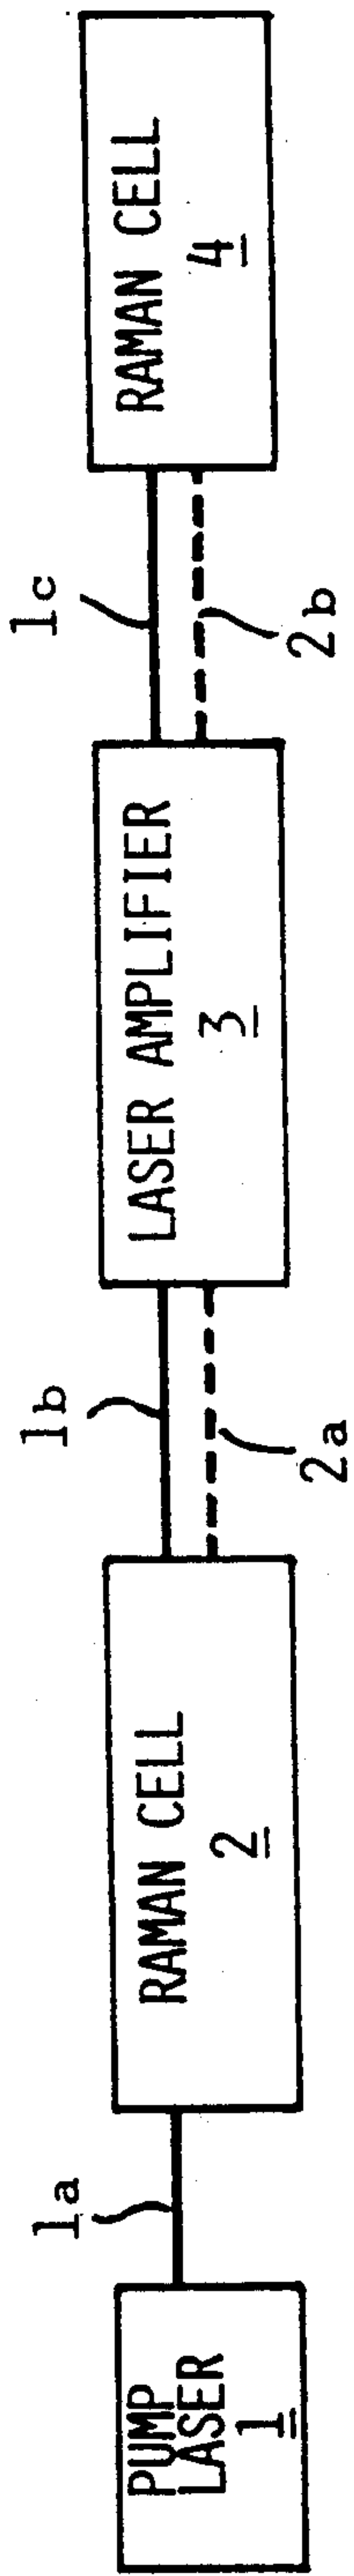 PUMP
LASER
1
1a
RAMAN CELL
2
1b
2a
LASER AMPLIFIER
3
1c
2b
RAMAN CELL
4